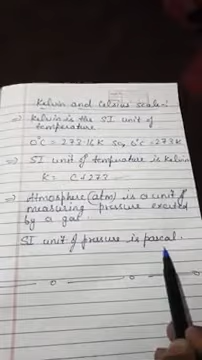 Kelvin and Celsius scale:-
⇒ Kelvin is the SI unit of
temperature.
0°C = 273.16K so, 0°C = 273K
⇒ SI unit of temperature is Kelvin
K = C + 273
⇒ Atmosphere (atm) is a unit of
measuring pressure exerted
by a gas.
SI unit of pressure is pascal.